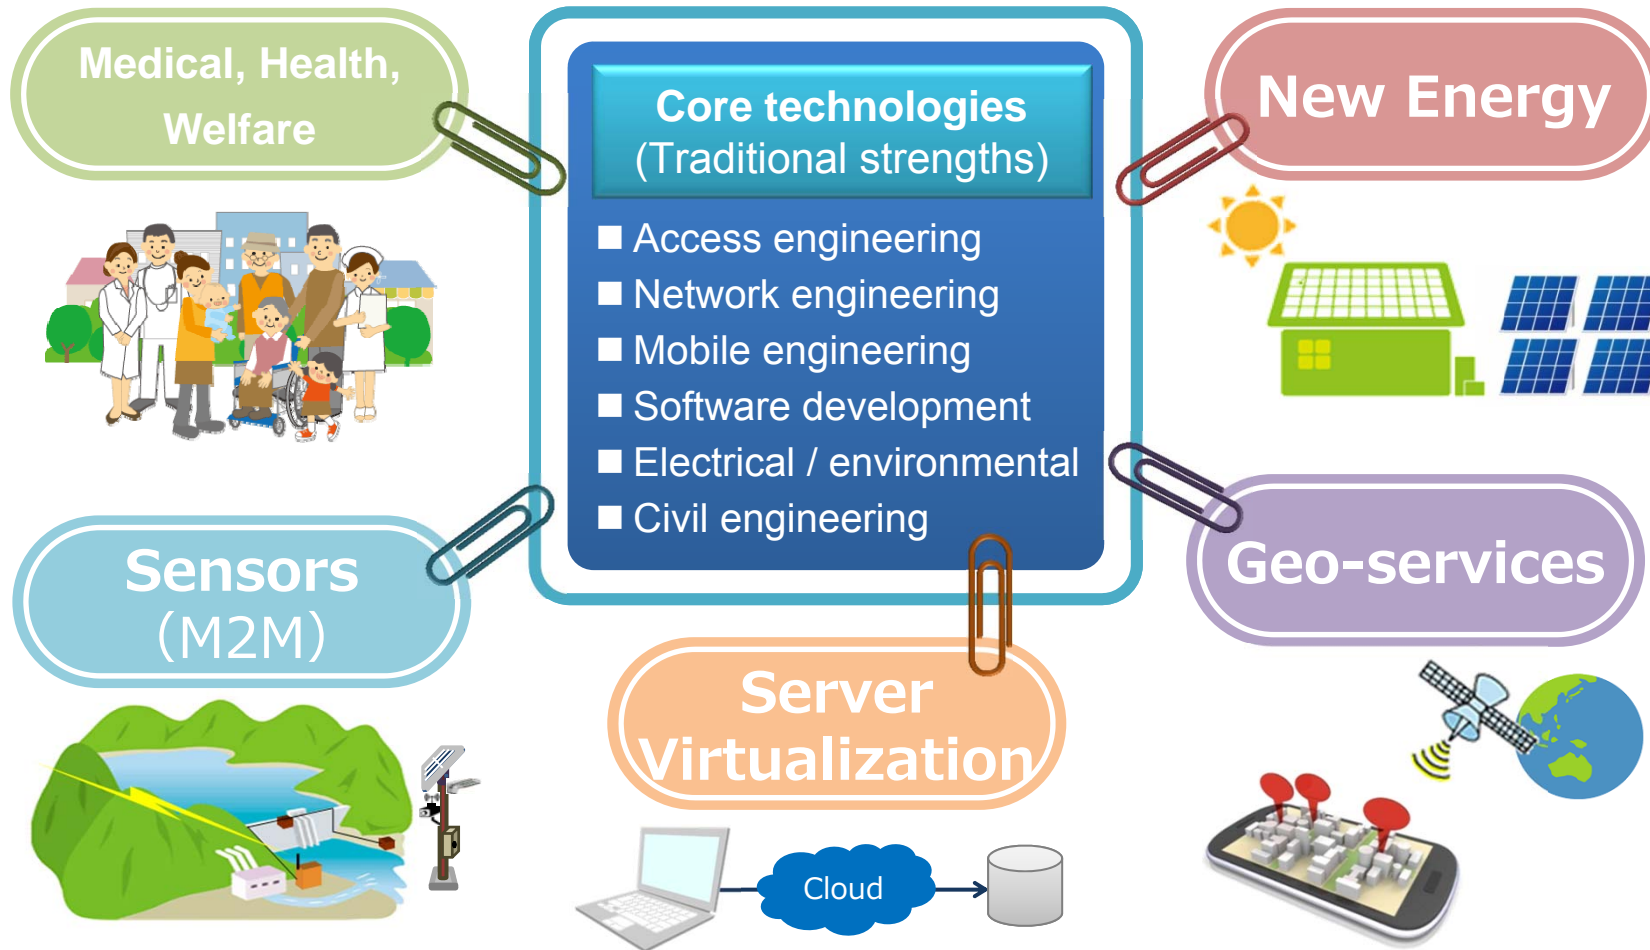 Medical, Health,
Welfare
Core technologies
(Traditional strengths)
■ Access engineering
■ Network engineering
■ Mobile engineering
■ Software development
■ Electrical / environmental
■ Civil engineering
New Energy
Sensors
（M2M）
Geo-services
Server
Virtualization
Cloud